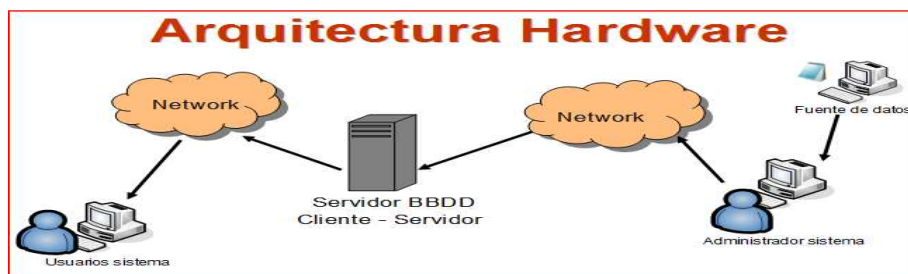 Arquitectura Hardware
Network
Network
Fuente de datos
Servidor BBDD
Cliente - Servidor
Administrador sistema
Usuarios sistema